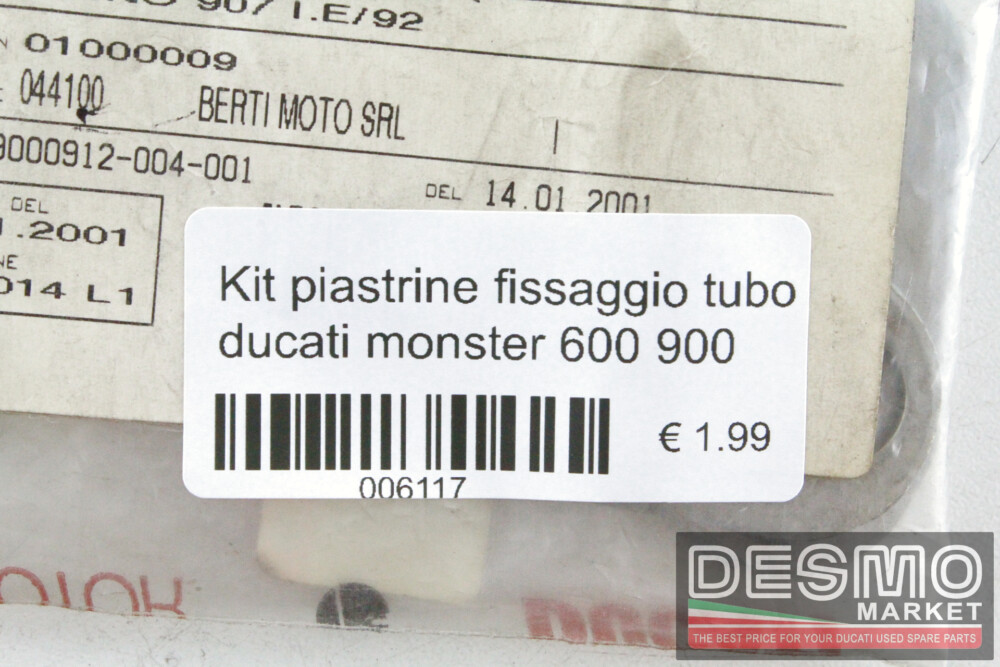 907 I.E/92
01000009
044100 BERTI MOTO SRL
9000912-004-001
DEL 14.01.2001
DEL
.2001
014 L1
Kit piastrine fissaggio tubo
ducati monster 600 900
€ 1.99
006117
DESMO
MARKET
THE BEST PRICE FOR YOUR DUCATI USED SPARE PARTS